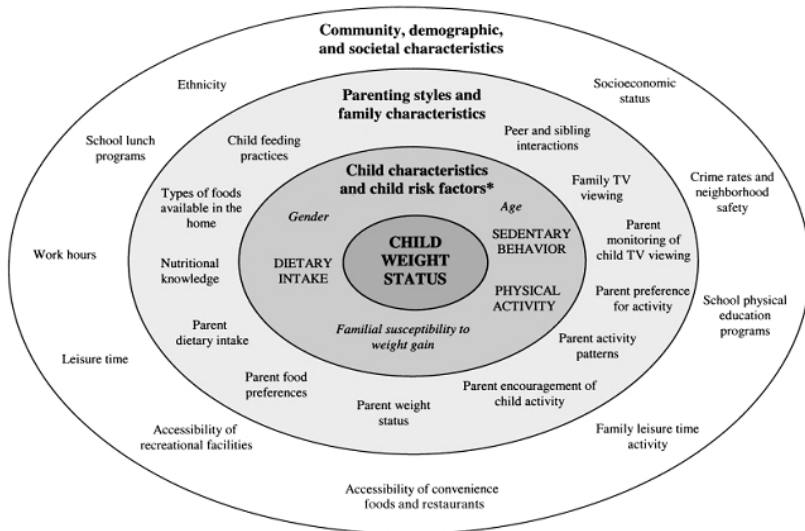 Community, demographic,
and societal characteristics
Ethnicity
Socioeconomic
status
Parenting styles and
family characteristics
School lunch
programs
Child feeding
practices
Peer and sibling
interactions
Child characteristics
and child risk factors*
Crime rates and
neighborhood
safety
Family TV
viewing
Types of foods
available in the
home
Gender
Age
CHILD
WEIGHT
STATUS
SEDENTARY
BEHAVIOR
Parent
monitoring of
child TV viewing
Work hours
Nutritional
knowledge
DIETARY
INTAKE
PHYSICAL
ACTIVITY
Parent preference
for activity
School physical
education
programs
Parent
dietary intake
Familial susceptibility to
weight gain
Parent activity
patterns
Leisure time
Parent food
preferences
Parent weight
status
Parent encouragement of
child activity
Accessibility of
recreational facilities
Family leisure time
activity
Accessibility of convenience
foods and restaurants